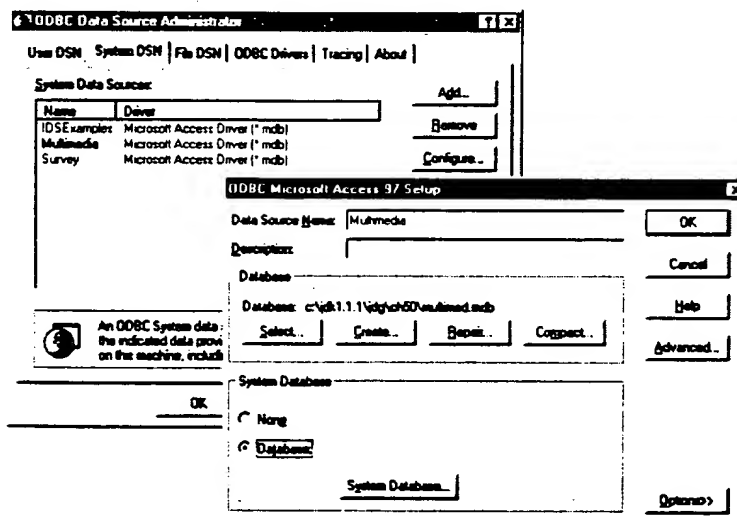 ODBC Data Source Administrator
User DSN System DSN File DSN ODBC Drivers Tracing About
System Data Sources:
Add...
Name Driver
IDSExamples Microsoft Access Driver (*.mdb)
Remove
Multimedia Microsoft Access Driver (*.mdb)
Survey Microsoft Access Driver (*.mdb)
Configure...
ODBC Microsoft Access 97 Setup
Data Source Name: Multimedia
OK
Description:
Cancel
Database
Database: c:\jdk1.1.1\jdg\ch50\multimed.mdb
Help
Select... Create... Repair... Compact...
Advanced...
An ODBC System data
the indicated data provi
on this machine, includi
System Database
OK
None
Database:
System Database...
Options>>